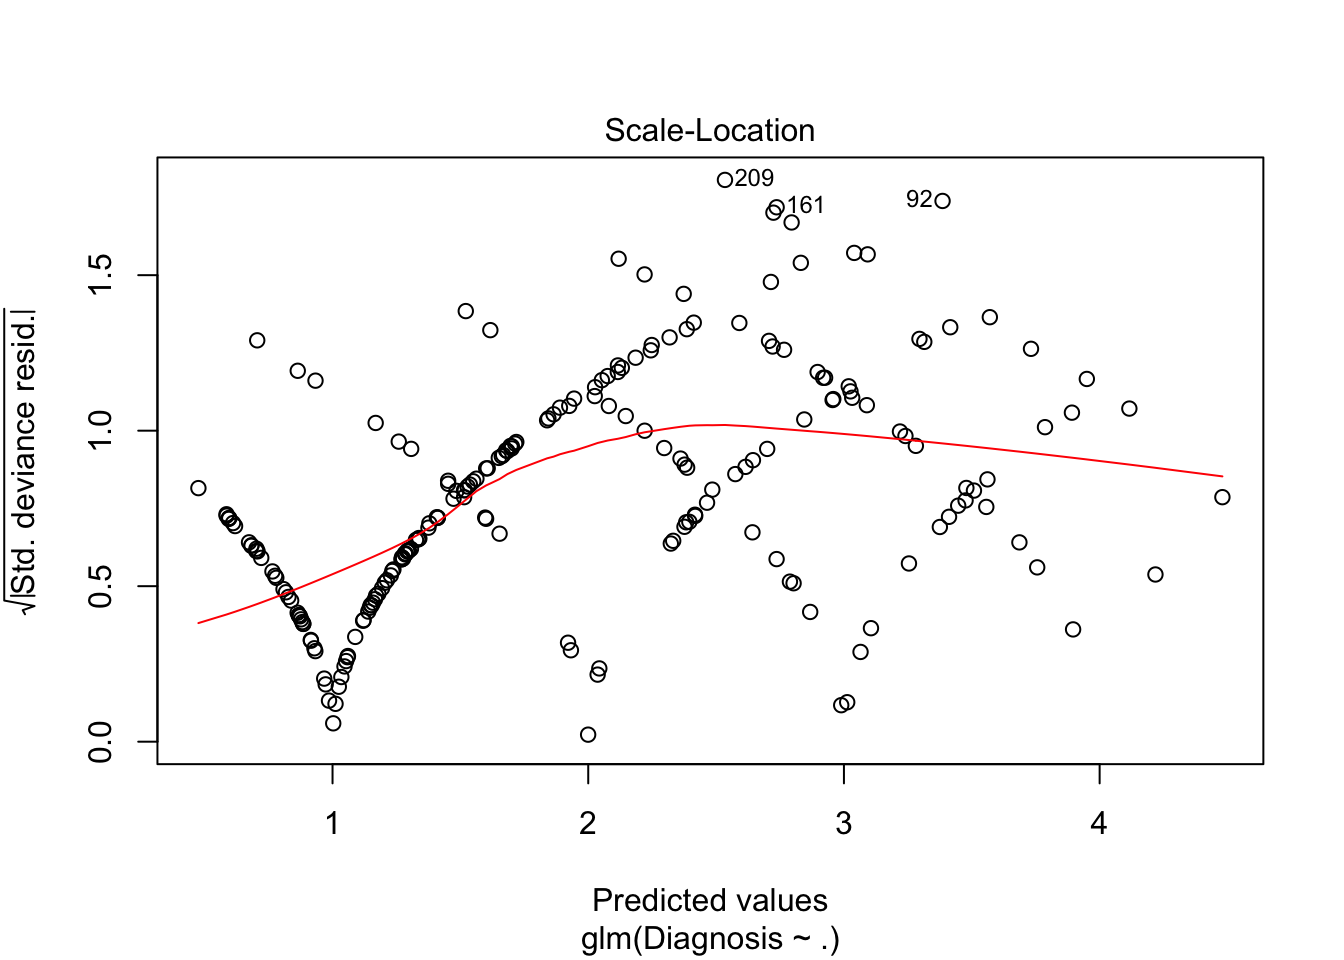 Scale-Location
√|Std. deviance resid.|
0.0 0.5 1.0 1.5
209
161
92
1 2 3 4
Predicted values
glm(Diagnosis ~ .)